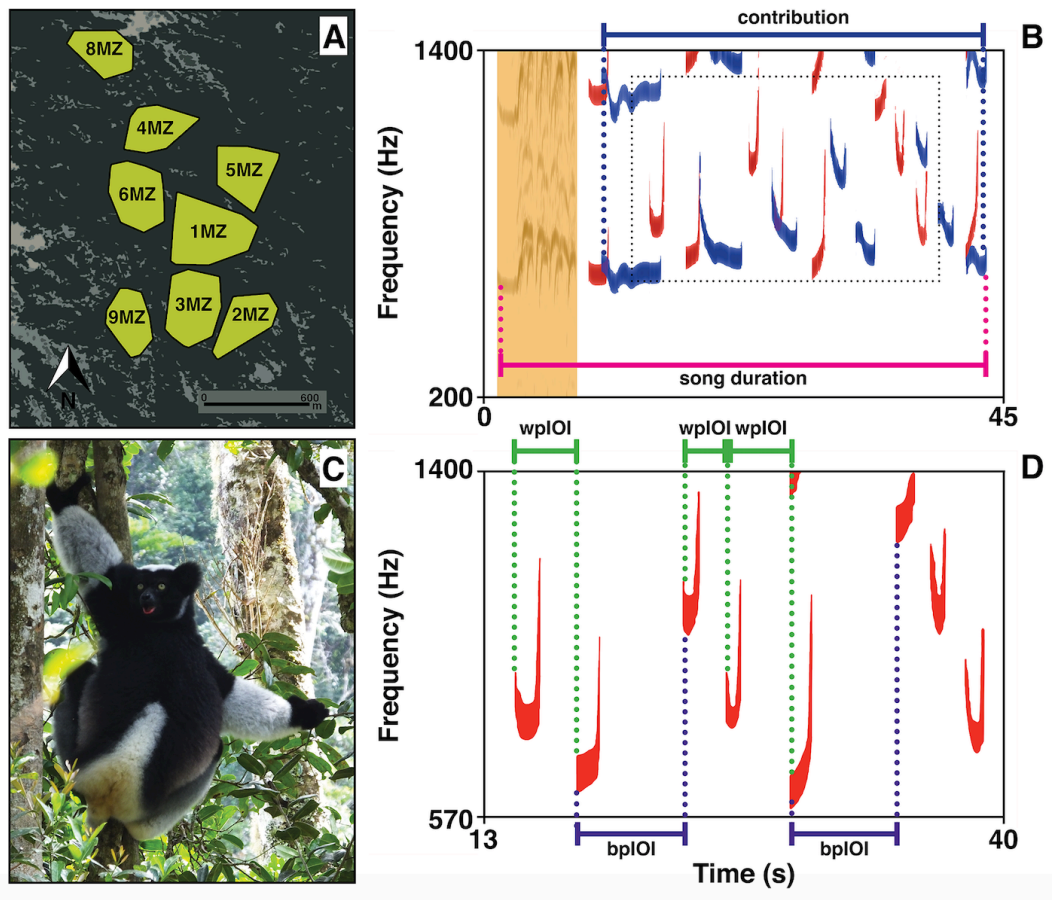 A
8MZ
4MZ
5MZ
6MZ
1MZ
3MZ
9MZ
2MZ
N
0 600
m
contribution
B
1400
Frequency (Hz)
song duration
200
0 45
C
wpIOI wpIOI wpIOI
1400
D
Frequency (Hz)
570
13 40
bpIOI bpIOI
Time (s)